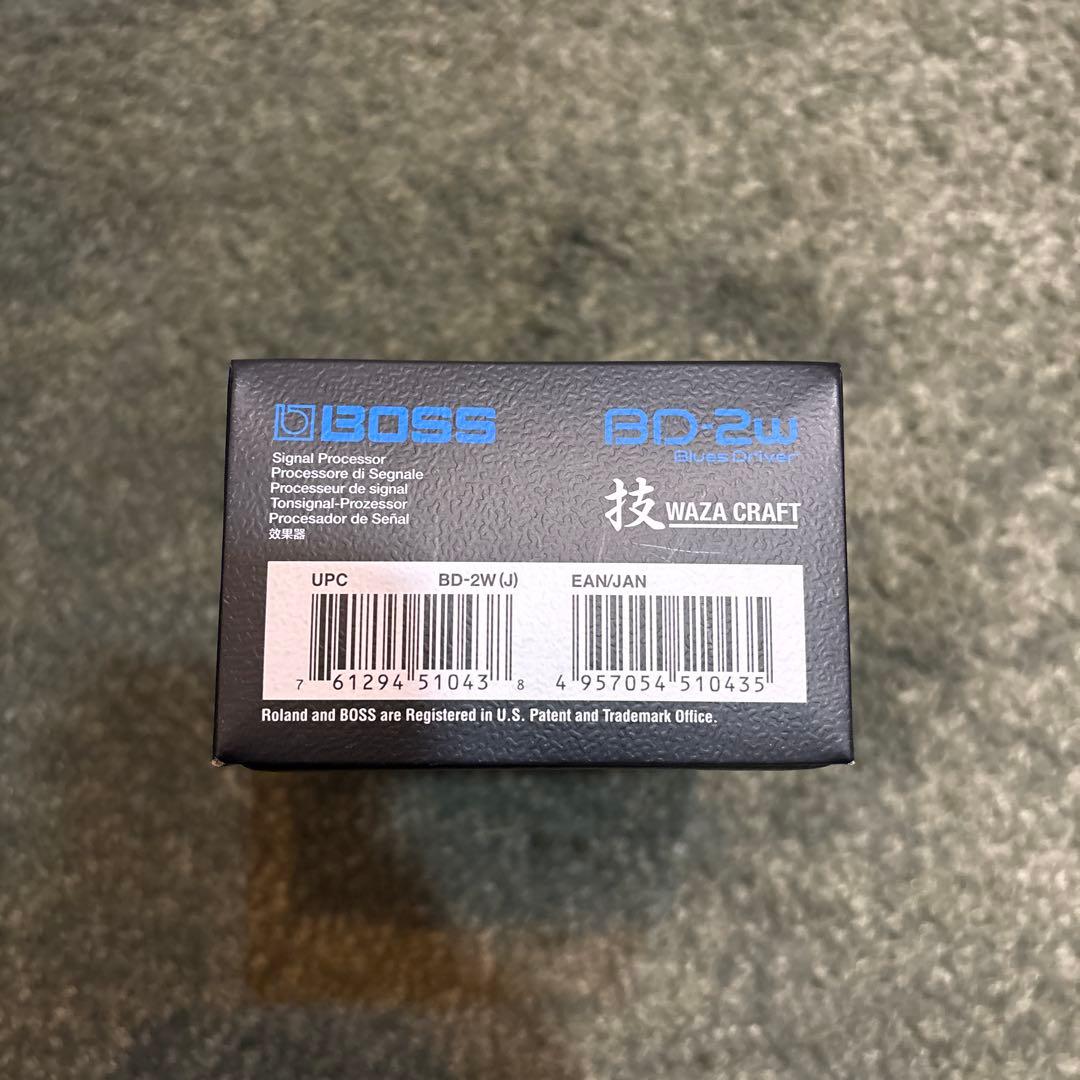 BOSS
Signal Processor
Processore di Segnale
Processeur de signal
Tonsignal-Prozessor
Procesador de Señal
效果器
BD-2w
Blues Driver
技 WAZA CRAFT
UPC BD-2W(J) EAN/JAN
7 61294 51043 8 4 957054 510435
Roland and BOSS are Registered in U.S. Patent and Trademark Office.